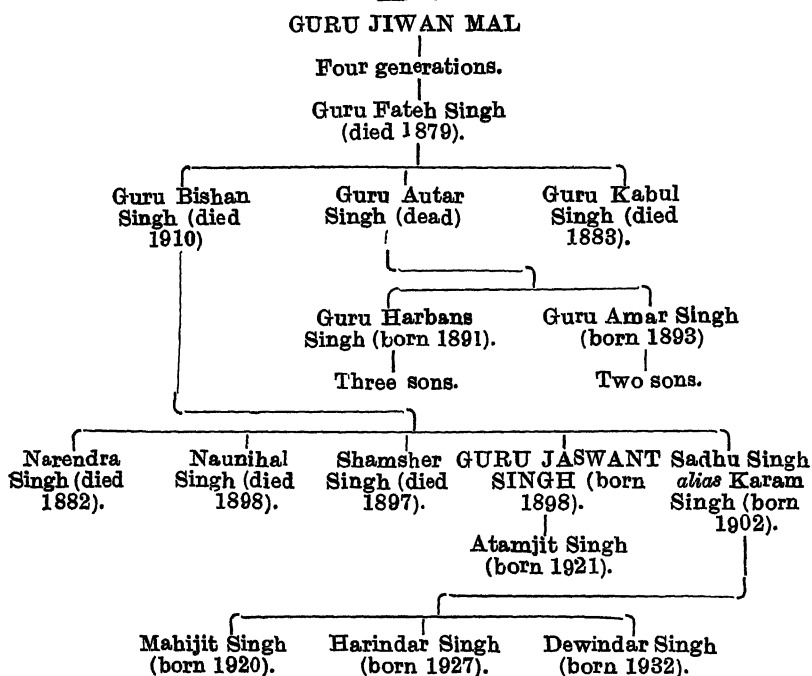 GURU JIWAN MAL
Four generations.
Guru Fateh Singh
(died 1879).
Guru Bishan
Singh (died
1910)
Guru Autar
Singh (dead)
Guru Kabul
Singh (died
1883).
Guru Harbans
Singh (born 1891).
Guru Amar Singh
(born 1893)
Three sons.
Two sons.
Narendra
Singh (died
1882).
Naunihal
Singh (died
1898).
Shamsher
Singh (died
1897).
GURU JASWANT
SINGH (born
1898).
Sadhu Singh
alias Karam
Singh (born
1902).
Atamjit Singh
(born 1921).
Mahijit Singh
(born 1920).
Harindar Singh
(born 1927).
Dewindar Singh
(born 1932).